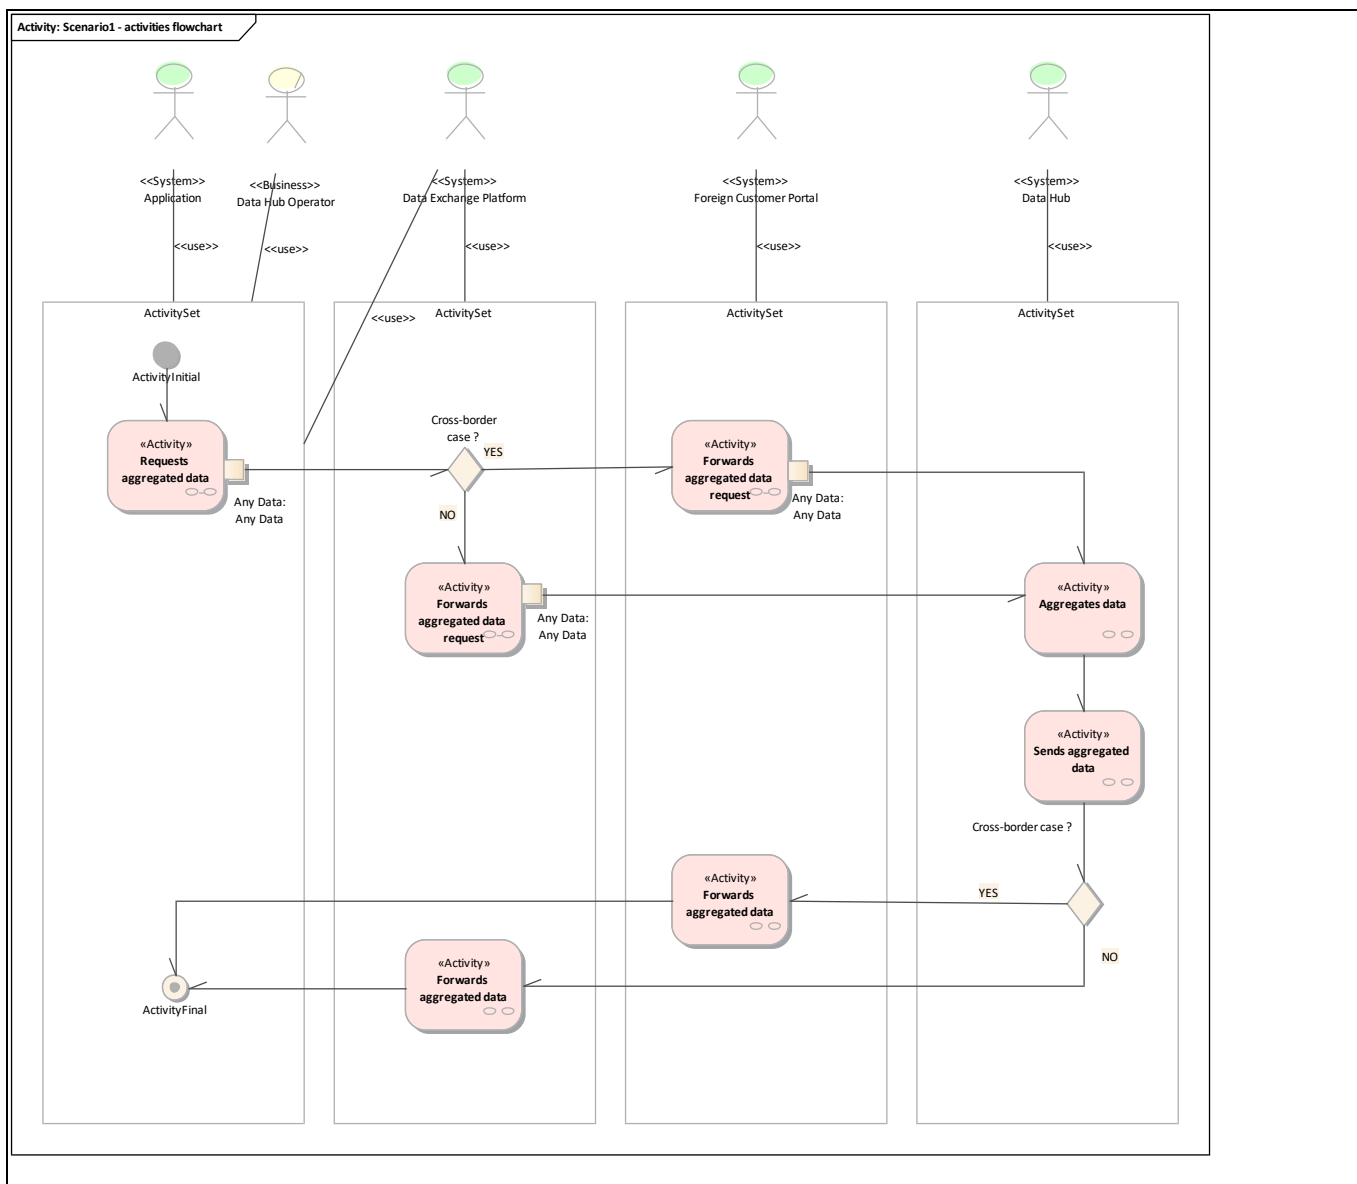 Activity: Scenario1 - activities flowchart
<<System>>
Application
<<Business>>
Data Hub Operator
<<System>>
Data Exchange Platform
<<System>>
Foreign Customer Portal
<<System>>
Data Hub
<<use>>
<<use>>
<<use>>
<<use>>
<<use>>
<<use>>
ActivitySet
ActivitySet
ActivitySet
ActivitySet
ActivityInitial
«Activity»
Requests
aggregated data
Any Data:
Any Data
Cross-border
case ?
YES
NO
«Activity»
Forwards
aggregated data
request
Any Data:
Any Data
«Activity»
Forwards
aggregated data
request
Any Data:
Any Data
«Activity»
Aggregates data
«Activity»
Sends aggregated
data
Cross-border case ?
YES
NO
«Activity»
Forwards
aggregated data
«Activity»
Forwards
aggregated data
ActivityFinal